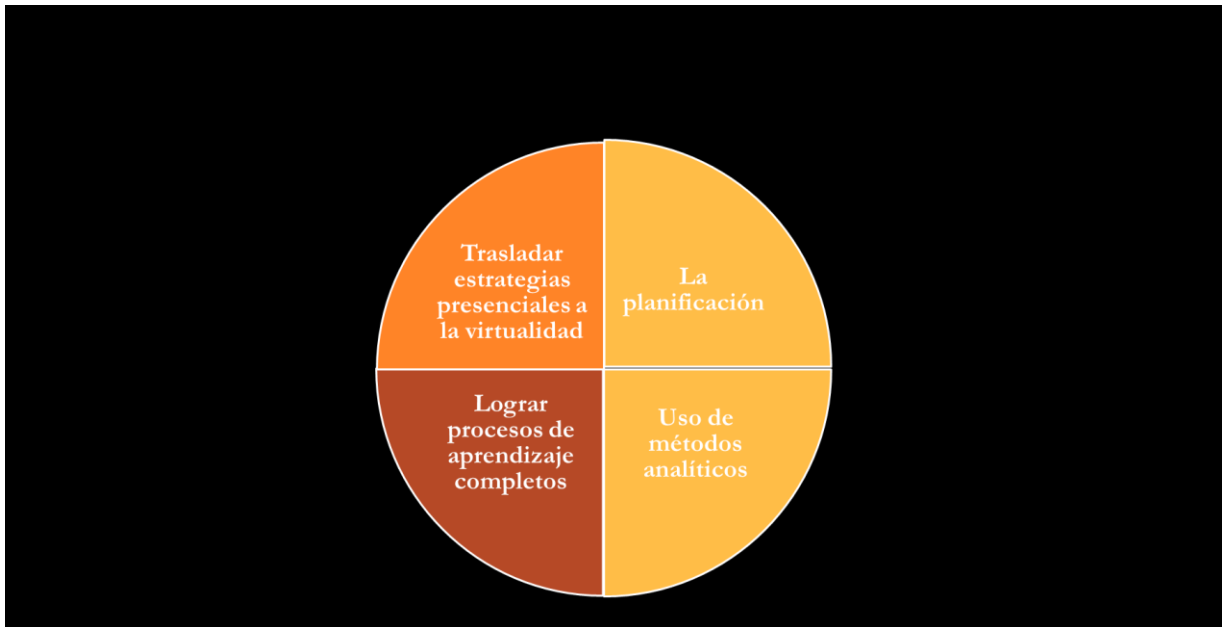 Trasladar
estrategias
presenciales a
la virtualidad
La
planificación
Lograr
procesos de
aprendizaje
completos
Uso de
métodos
analíticos